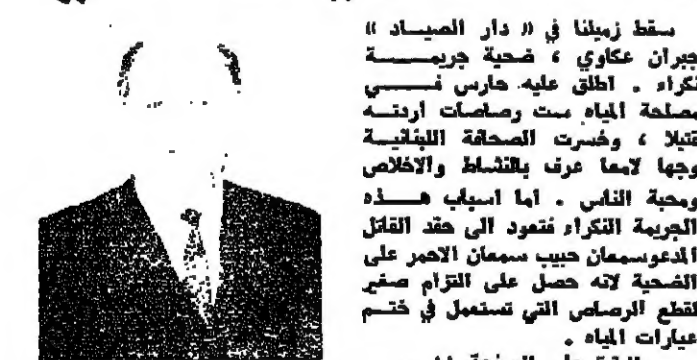 سقط زميلنا في « دار الصياد »
جبران عكاوي ، ضحية جريمة
نكراء . اطلق عليه حارس في
مصلحة المياه ست رصاصات اردته
قتيلا ، وخسرت الصحافة اللبنانية
وجها لامعا عرف بالنشاط والاخلاص
ومحبة الناس . اما اسباب هذه
الجريمة النكراء فتعود الى حقد القاتل
المدعوسمعان حبيب سمعان الاحمر على
الضحية لانه حصل على التزام صغير
لقطع الرصاص التي تستعمل في ختم
عيارات المياه .